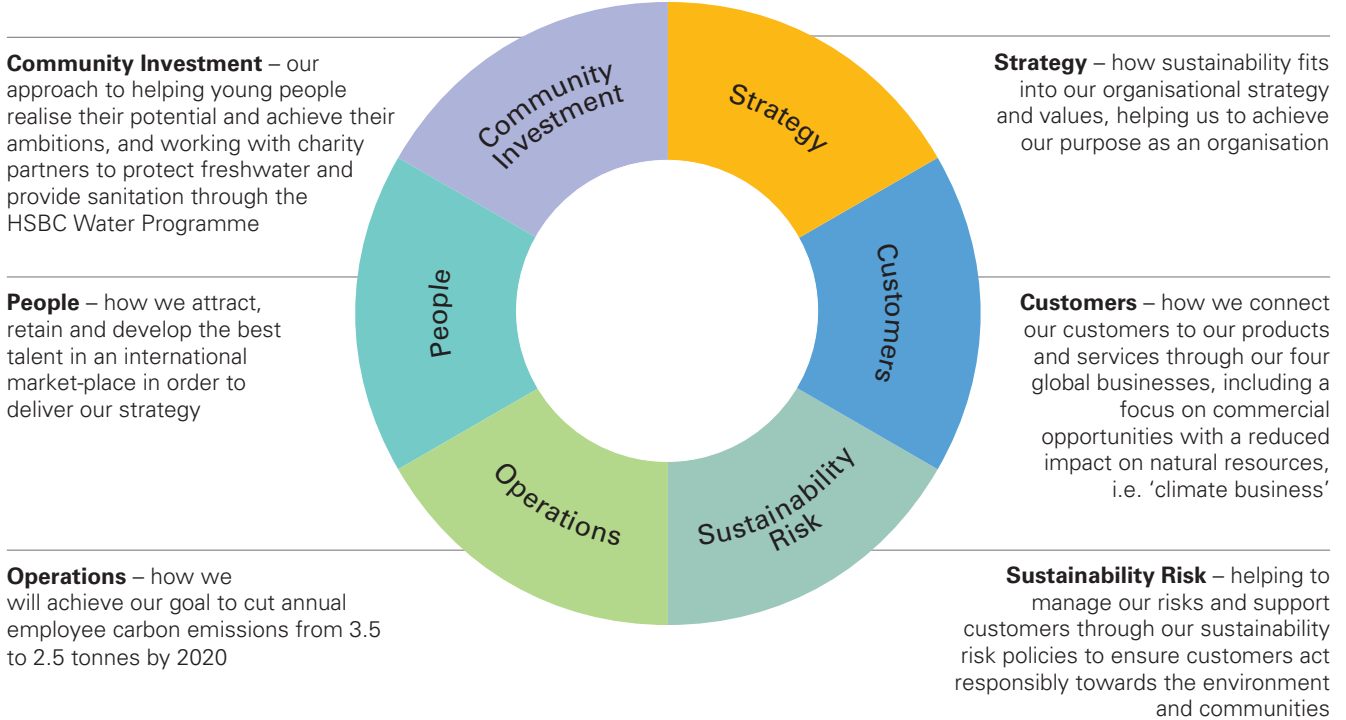 Community Investment – our
approach to helping young people
realise their potential and achieve their
ambitions, and working with charity
partners to protect freshwater and
provide sanitation through the
HSBC Water Programme
People – how we attract,
retain and develop the best
talent in an international
market-place in order to
deliver our strategy
Operations – how we
will achieve our goal to cut annual
employee carbon emissions from 3.5
to 2.5 tonnes by 2020
Community
Investment
Strategy
People
Customers
Operations
Sustainability
Risk
Strategy – how sustainability fits
into our organisational strategy
and values, helping us to achieve
our purpose as an organisation
Customers – how we connect
our customers to our products
and services through our four
global businesses, including a
focus on commercial
opportunities with a reduced
impact on natural resources,
i.e. ‘climate business’
Sustainability Risk – helping to
manage our risks and support
customers through our sustainability
risk policies to ensure customers act
responsibly towards the environment
and communities